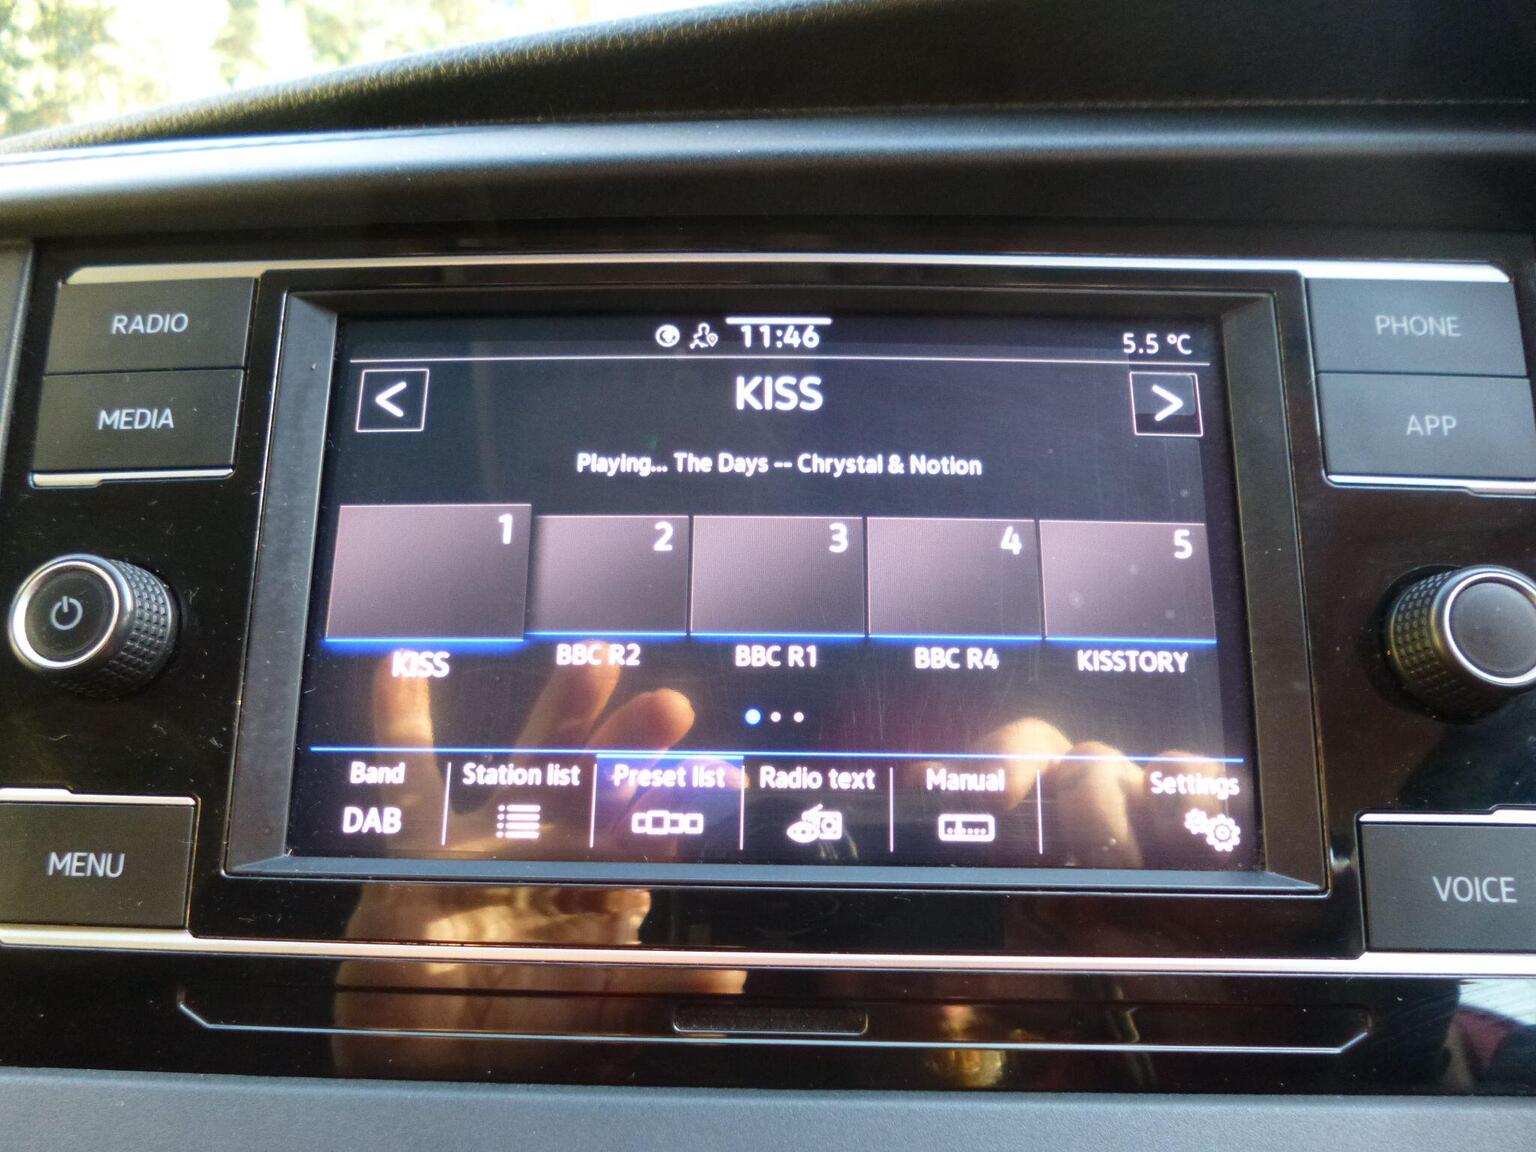 RADIO
MEDIA
MENU
11:46
5.5 °C
<
KISS
>
Playing... The Days -- Chrystal & Notion
1
2
3
4
5
KISS
BBC R2
BBC R1
BBC R4
KISSTORY
Band
Station list
Preset list
Radio text
Manual
Settings
DAB
PHONE
APP
VOICE